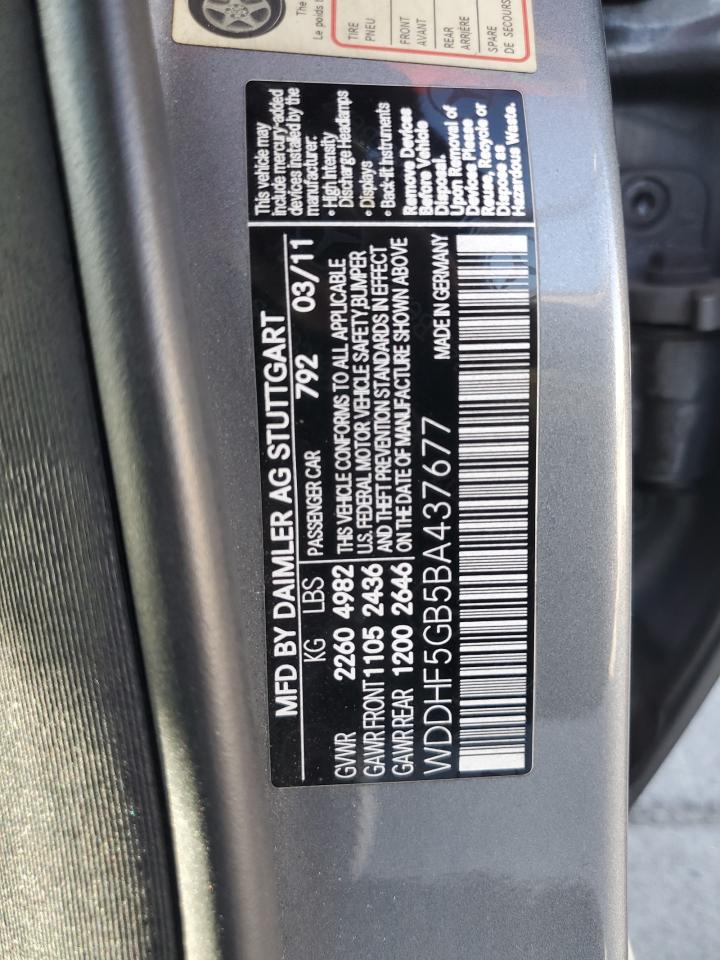 MFD BY DAIMLER AG STUTTGART
KG LBS PASSENGER CAR 792 03/11
GVWR 2260 4982
GAWR FRONT 1105 2436
GAWR REAR 1200 2646
THIS VEHICLE CONFORMS TO ALL APPLICABLE
U.S. FEDERAL MOTOR VEHICLE SAFETY, BUMPER
AND THEFT PREVENTION STANDARDS IN EFFECT
ON THE DATE OF MANUFACTURE SHOWN ABOVE
WDDHF5GB5BA437677 MADE IN GERMANY
This vehicle may
include mercury-added
devices installed by the
manufacturer:
• High Intensity
Discharge Headlamps
• Displays
• Back-lit Instruments
Remove Devices
Before Vehicle
Disposal.
Upon Removal of
Devices Please
Reuse, Recycle or
Dispose as
Hazardous Waste.
The
Le poids
TIRE
PNEU
FRONT
AVANT
REAR
ARRIÈRE
SPARE
DE SECOURS